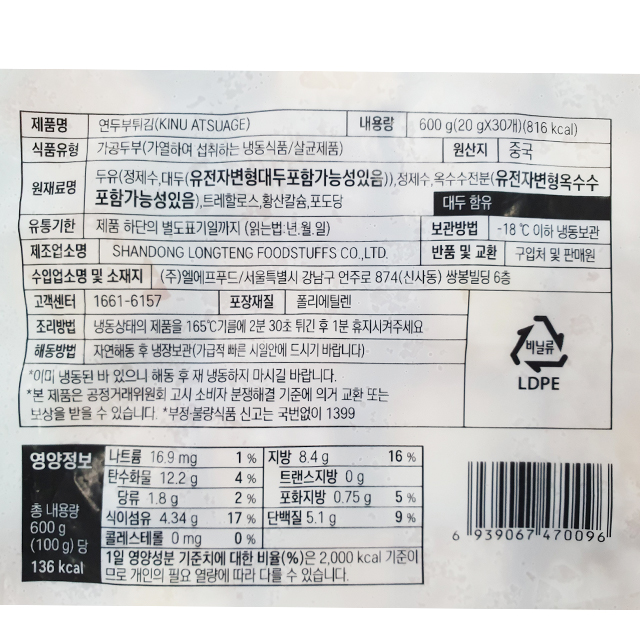 제품명 연두부튀김(KINU ATSUAGE) 내용량 600 g(20 gX30개)(816 kcal)
식품유형 가공두부(가열하여 섭취하는 냉동식품/살균제품) 원산지 중국
원재료명 두유(정제수,대두(유전자변형대두포함가능성있음)),정제수,옥수수전분(유전자변형옥수수
포함가능성있음),트레할로스,황산칼슘,포도당
대두 함유
유통기한 제품 하단의 별도표기일까지 (읽는법:년.월.일) 보관방법 -18 ℃ 이하 냉동보관
제조업소명 SHANDONG LONGTENG FOODSTUFFS CO.,LTD. 반품 및 교환 구입처 및 판매원
수입업소명 및 소재지 (주)엘에프푸드/서울특별시 강남구 언주로 874(신사동) 쌍봉빌딩 6층
고객센터 1661-6157 포장재질 폴리에틸렌
조리방법 냉동상태의 제품을 165℃기름에 2분 30초 튀긴 후 1분 휴지시켜주세요
해동방법 자연해동 후 냉장보관(가급적 빠른 시일안에 드시기 바랍니다)
*이미 냉동된 바 있으니 해동 후 재 냉동하지 마시길 바랍니다.
*본 제품은 공정거래위원회 고시 소비자 분쟁해결 기준에 의거 교환 또는
보상을 받을 수 있습니다. *부정·불량식품 신고는 국번없이 1399
비닐류
LDPE
영양정보
총 내용량
600 g
(100 g) 당
136 kcal
나트륨 16.9 mg 1 % 지방 8.4 g 16 %
탄수화물 12.2 g 4 % 트랜스지방 0 g
당류 1.8 g 2 % 포화지방 0.75 g 5 %
식이섬유 4.34 g 17 % 단백질 5.1 g 9 %
콜레스테롤 0 mg 0 %
1일 영양성분 기준치에 대한 비율(%)은 2,000 kcal 기준이
므로 개인의 필요 열량에 따라 다를 수 있습니다.
6 939067 470096